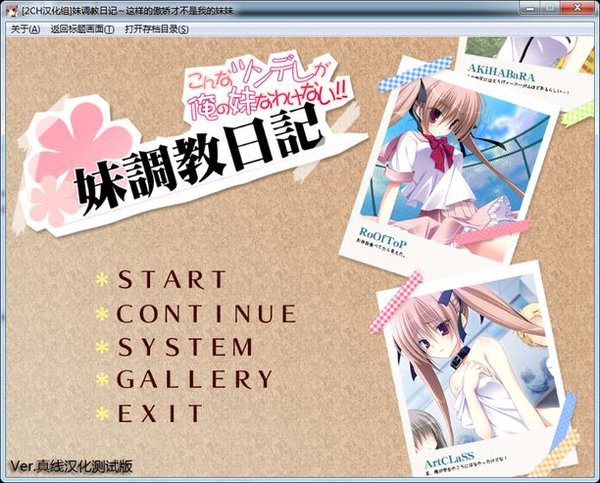 [2CH汉化组]妹调教日记～这样的傲娇才不是我的妹妹
关于(A) 返回标题画面(T) 打开存档目录(S)
こんなツンデレが
俺の妹なわけない!!
妹調教日記
AKiHABaRA
RoOfToP
START
CONTINUE
SYSTEM
GALLERY
EXIT
ArtCLaSS
Ver.真线汉化测试版